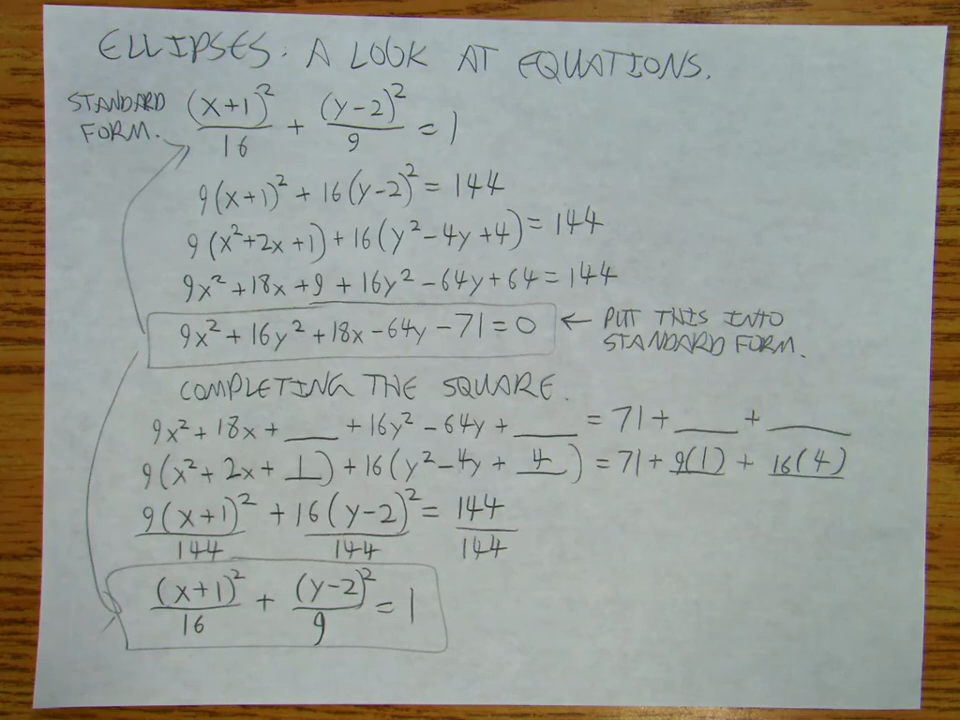 ELLIPSES. A LOOK AT EQUATIONS.
STANDARD FORM. (x+1)²/16 + (y-2)²/9 = 1
9(x+1)² + 16(y-2)² = 144
9(x²+2x+1) + 16(y²-4y+4) = 144
9x²+18x+9+16y²-64y+64=144
9x²+16y²+18x-64y-71=0 ← PUT THIS INTO STANDARD FORM.
COMPLETING THE SQUARE.
9x²+18x+ ___ +16y²-64y+ ___ = 71+ ___ + ___
9(x²+2x+ 1) +16(y²-4y+ 4) = 71+ 9(1) + 16(4)
9(x+1)²/144 + 16(y-2)²/144 = 144/144
(x+1)²/16 + (y-2)²/9 = 1